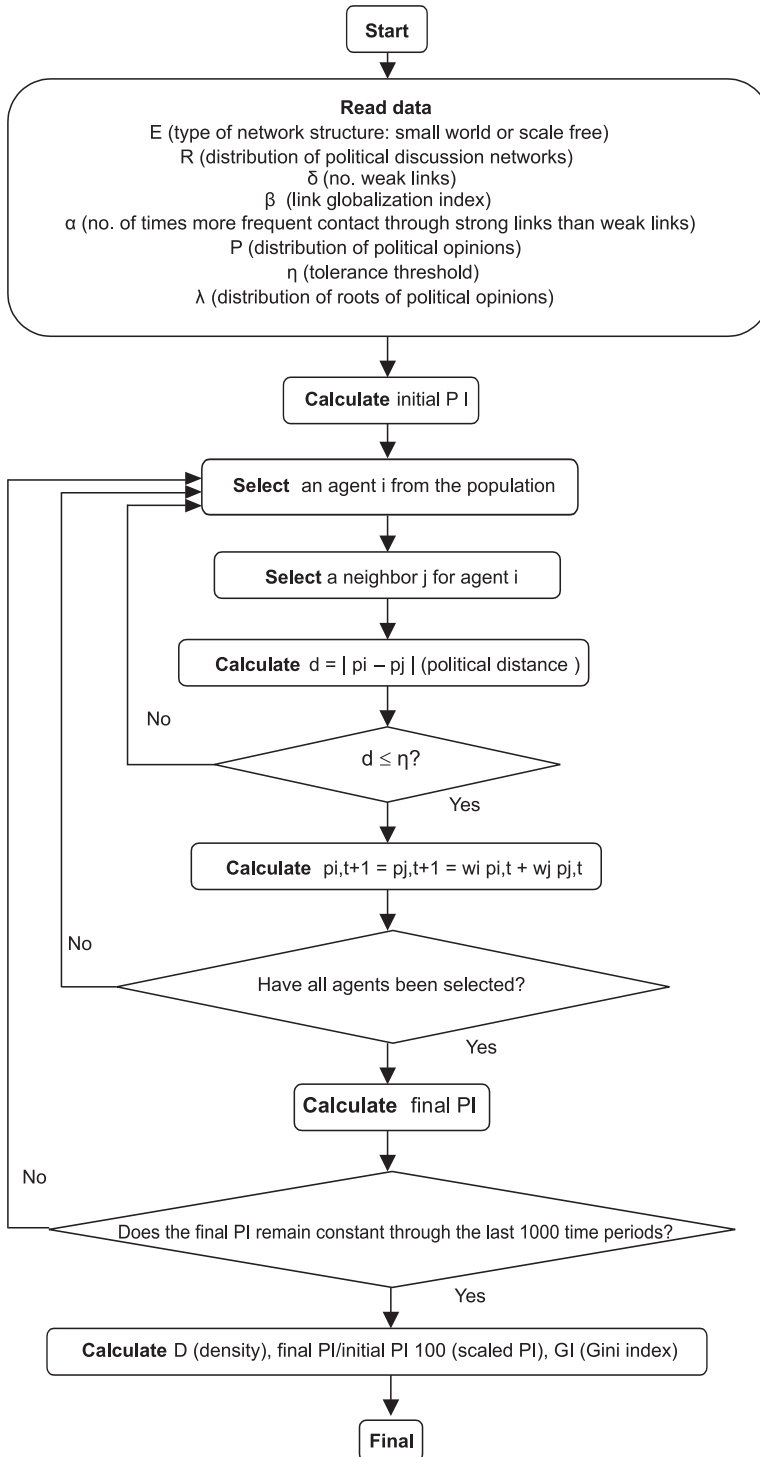 Start
Read data
E (type of network structure: small world or scale free)
R (distribution of political discussion networks)
δ (no. weak links)
β (link globalization index)
α (no. of times more frequent contact through strong links than weak links)
P (distribution of political opinions)
η (tolerance threshold)
λ (distribution of roots of political opinions)
Calculate initial P I
Select an agent i from the population
Select a neighbor j for agent i
Calculate d = | pi – pj | (political distance )
No
d ≤ η?
Yes
Calculate pi,t+1 = pj,t+1 = wi pi,t + wj pj,t
No
Have all agents been selected?
Yes
Calculate final PI
No
Does the final PI remain constant through the last 1000 time periods?
Yes
Calculate D (density), final PI/initial PI 100 (scaled PI), GI (Gini index)
Final